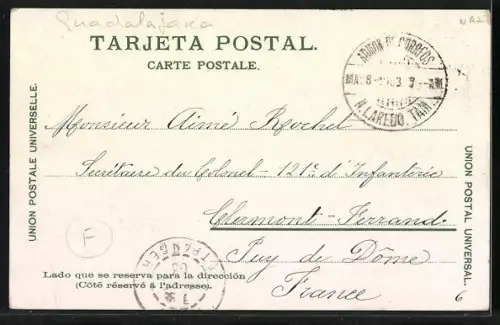 Guadalajara
TARJETA POSTAL.
CARTE POSTALE.
N. LAREDO, TAM.
UNION POSTALE UNIVERSELLE.
Monsieur Aimé Rochet
Secrétaire du Colonel - 121e d'Infanterie
Clermont-Ferrand
Puy de Dôme
France
UNION POSTAL UNIVERSAL.
F
Lado que se reserva para la dirección
(Côté réservé à l'adresse).
ETRANGER
6